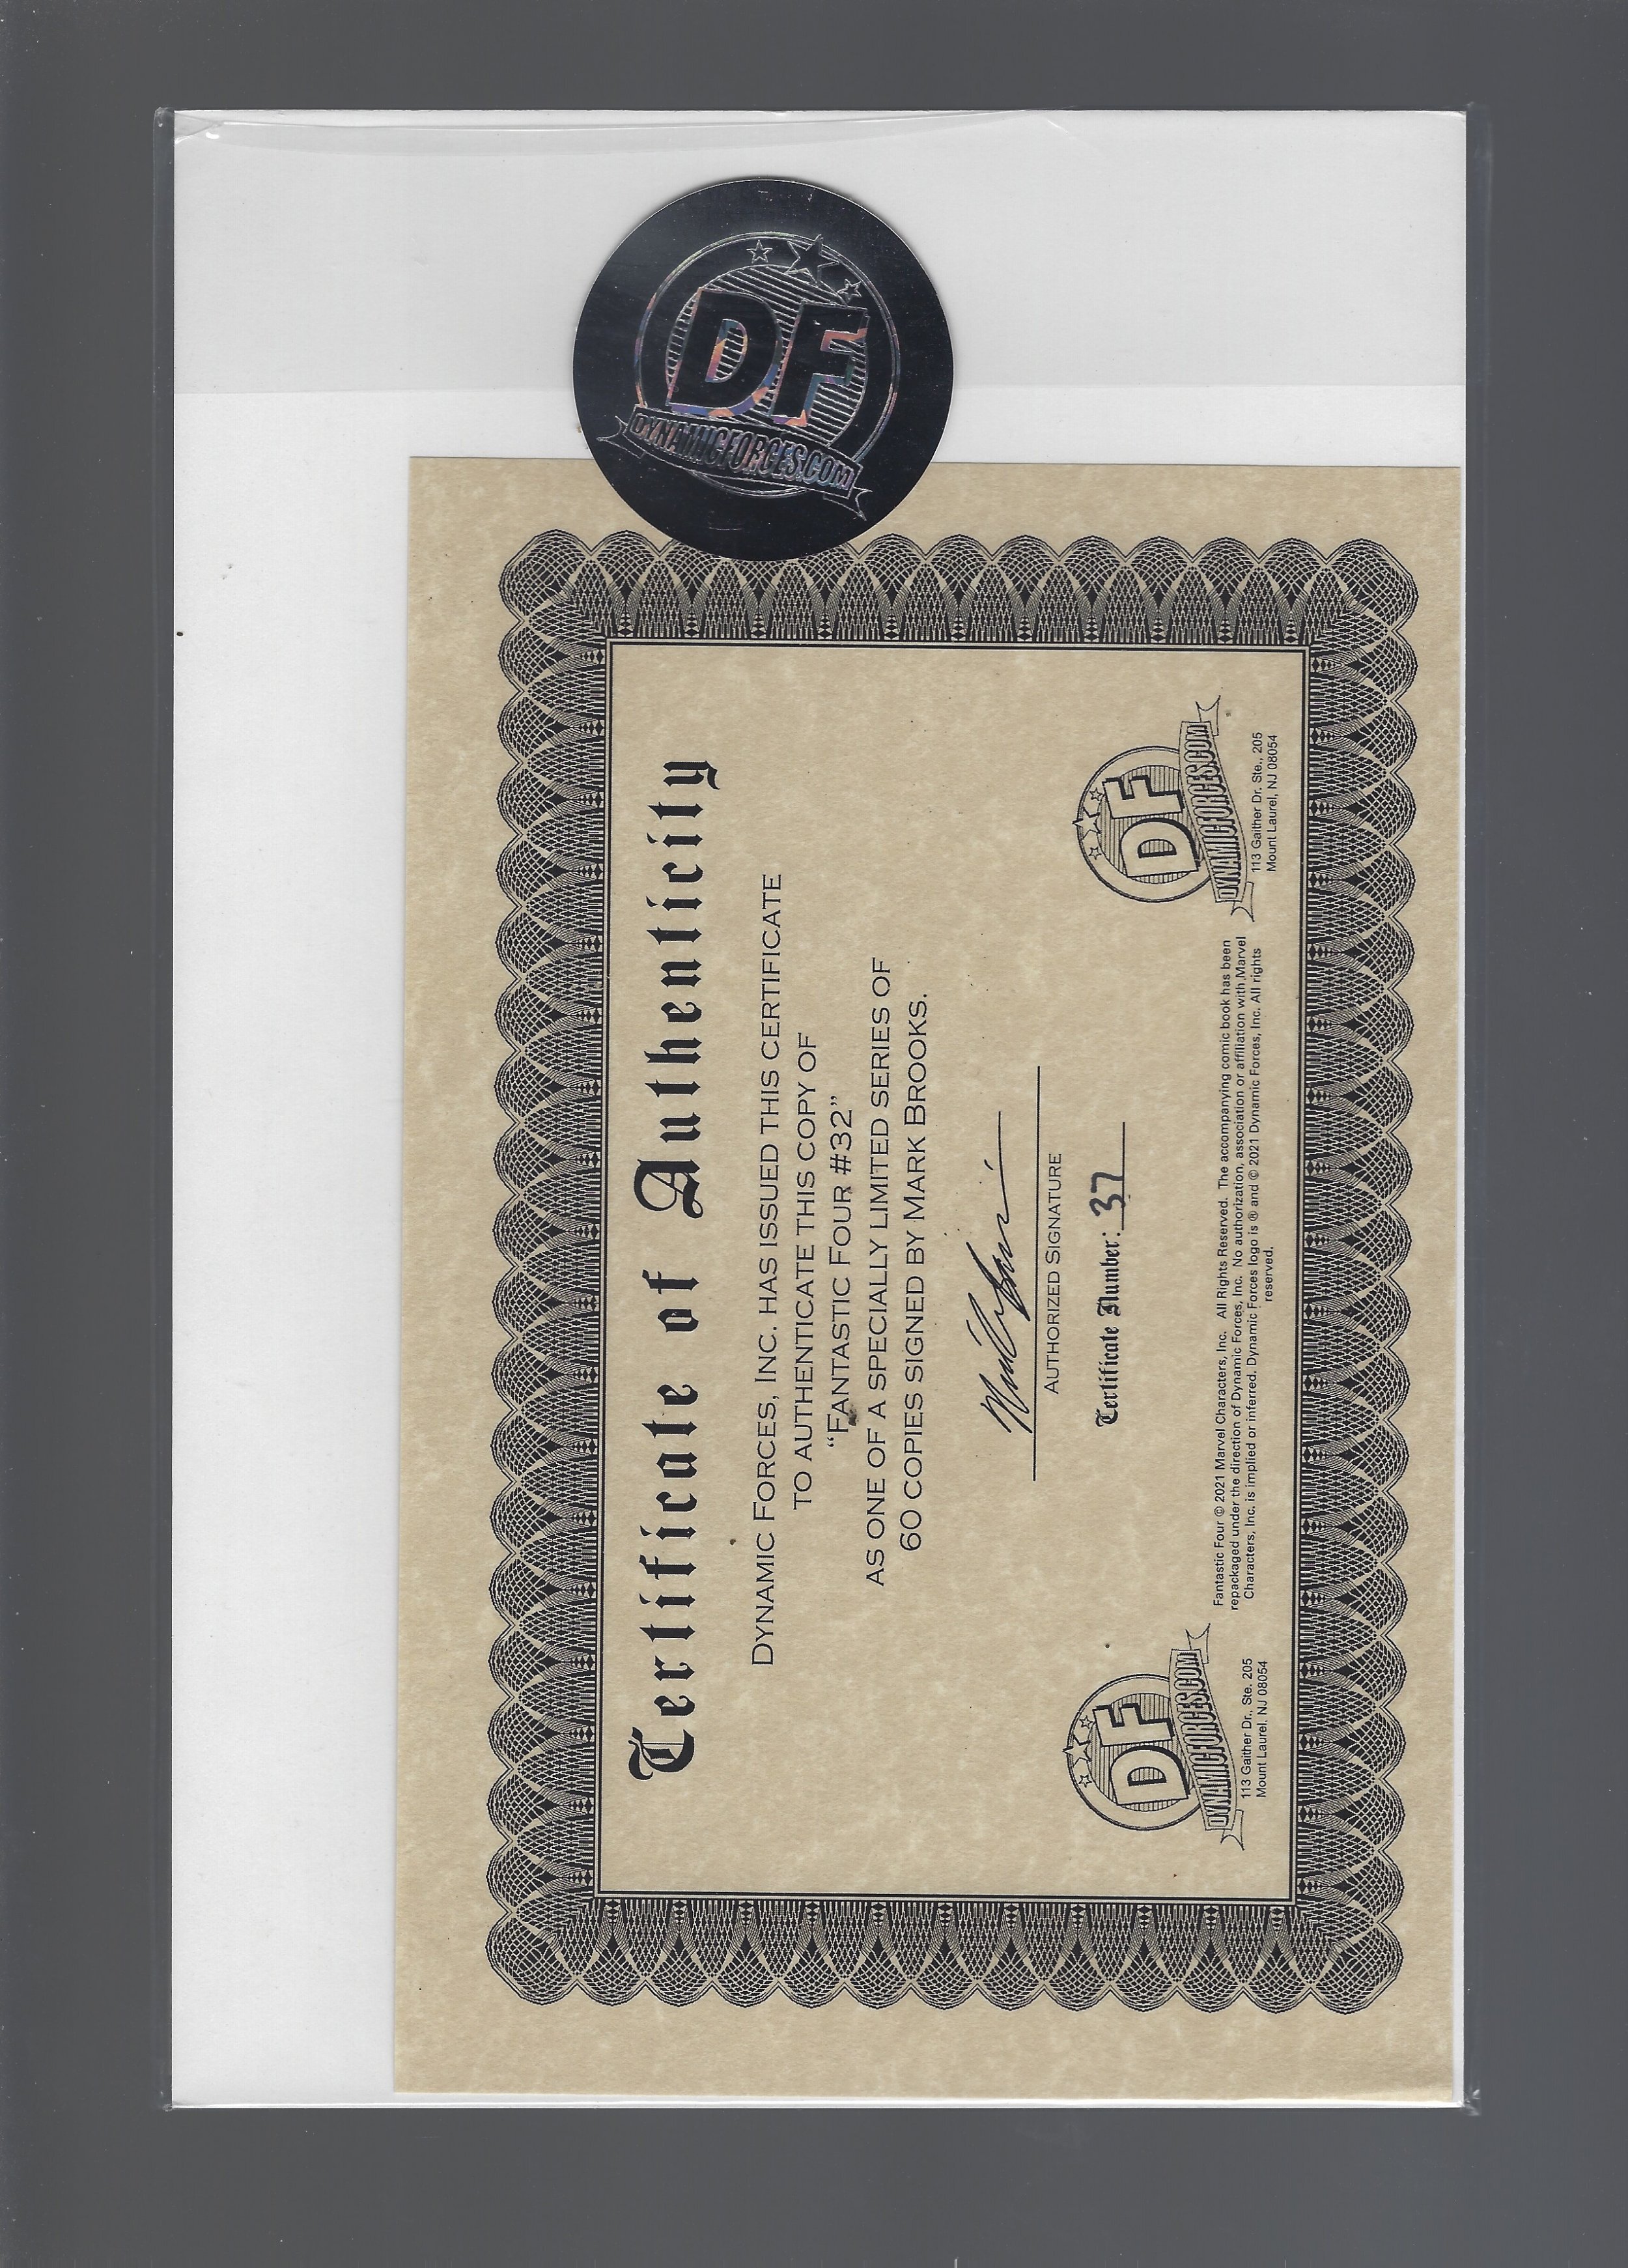 DF
DYNAMICFORCES.COM
Certificate of Authenticity
DYNAMIC FORCES, INC. HAS ISSUED THIS CERTIFICATE
TO AUTHENTICATE THIS COPY OF
“FANTASTIC FOUR #32”
AS ONE OF A SPECIALLY LIMITED SERIES OF
60 COPIES SIGNED BY MARK BROOKS.
AUTHORIZED SIGNATURE
Certificate Number: 37
DF
DYNAMICFORCES.COM
113 Gaither Dr., Ste. 205
Mount Laurel, NJ 08054
Fantastic Four © 2021 Marvel Characters, Inc. All Rights Reserved. The accompanying comic book has been
repackaged under the direction of Dynamic Forces, Inc. No authorization, association or affiliation with Marvel
Characters, Inc. is implied or inferred. Dynamic Forces logo is ® and © 2021 Dynamic Forces, Inc. All rights
reserved.
DF
DYNAMICFORCES.COM
113 Gaither Dr. Ste., 205
Mount Laurel, NJ 08054